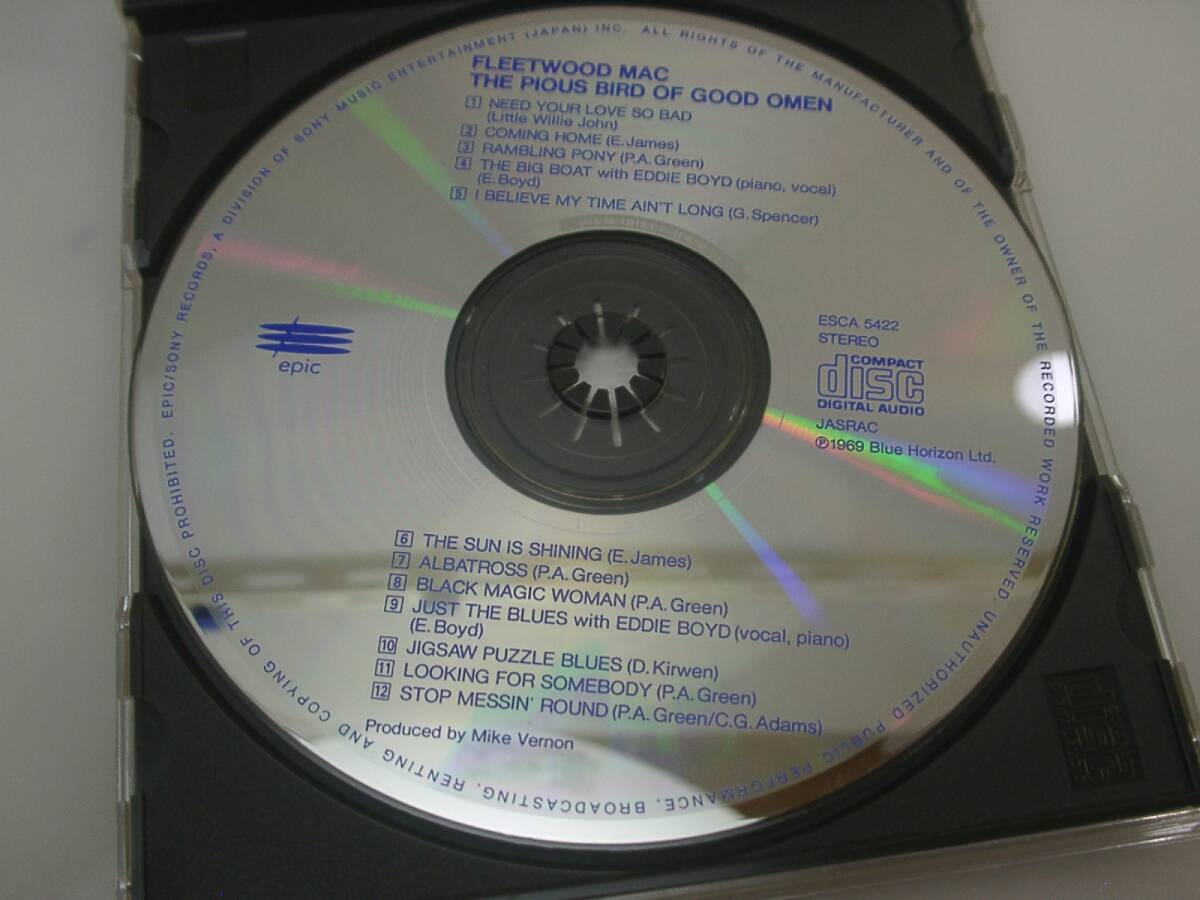 FLEETWOOD MAC
THE PIOUS BIRD OF GOOD OMEN
1 NEED YOUR LOVE SO BAD
(Little Willie John)
2 COMING HOME (E. James)
3 RAMBLING PONY (P.A. Green)
4 THE BIG BOAT with EDDIE BOYD (piano, vocal)
(E. Boyd)
5 I BELIEVE MY TIME AIN'T LONG (G. Spencer)
epic
ESCA 5422
STEREO
COMPACT
disc
DIGITAL AUDIO
JASRAC
℗1969 Blue Horizon Ltd.
6 THE SUN IS SHINING (E. James)
7 ALBATROSS (P.A. Green)
8 BLACK MAGIC WOMAN (P.A. Green)
9 JUST THE BLUES with EDDIE BOYD (vocal, piano)
(E. Boyd)
10 JIGSAW PUZZLE BLUES (D. Kirwen)
11 LOOKING FOR SOMEBODY (P.A. Green)
12 STOP MESSIN' ROUND (P.A. Green/C.G. Adams)
Produced by Mike Vernon
EPIC/SONY RECORDS, A DIVISION OF SONY MUSIC ENTERTAINMENT (JAPAN) INC. ALL RIGHTS OF THE MANUFACTURER AND OF THE OWNER OF THE RECORDED WORK RESERVED. UNAUTHORIZED PUBLIC PERFORMANCE, BROADCASTING, RENTING AND COPYING OF THIS DISC PROHIBITED.